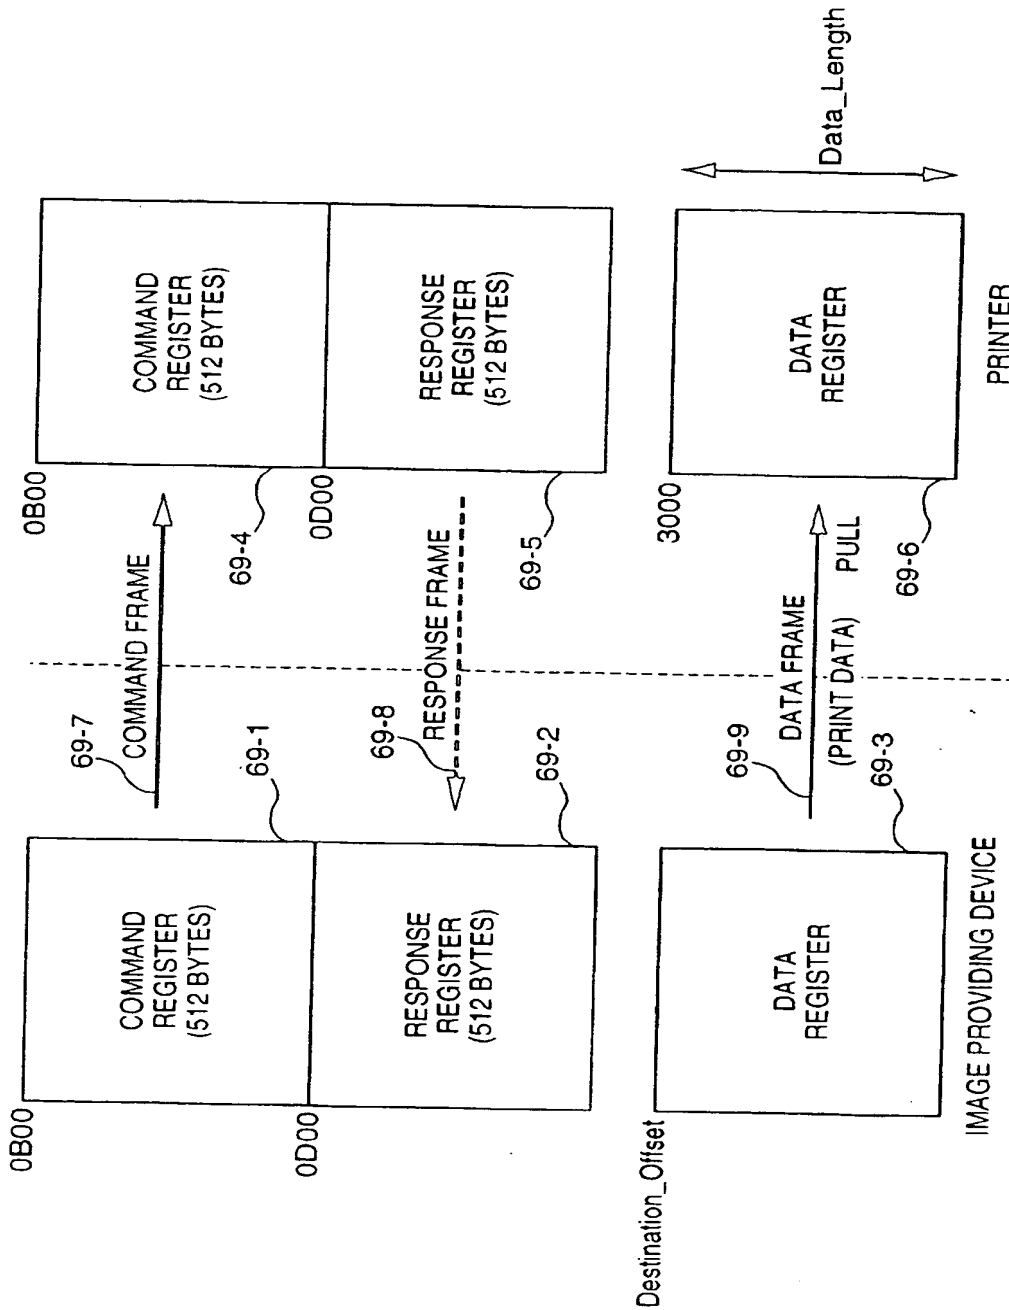 0B00
COMMAND
REGISTER
(512 BYTES)
69-1
0D00
RESPONSE
REGISTER
(512 BYTES)
69-2
Destination_Offset
DATA
REGISTER
69-3
IMAGE PROVIDING DEVICE
69-7
COMMAND FRAME
69-8
RESPONSE FRAME
69-9
DATA FRAME
(PRINT DATA)
PULL
0B00
COMMAND
REGISTER
(512 BYTES)
69-4
0D00
RESPONSE
REGISTER
(512 BYTES)
69-5
3000
DATA
REGISTER
69-6
Data_Length
PRINTER